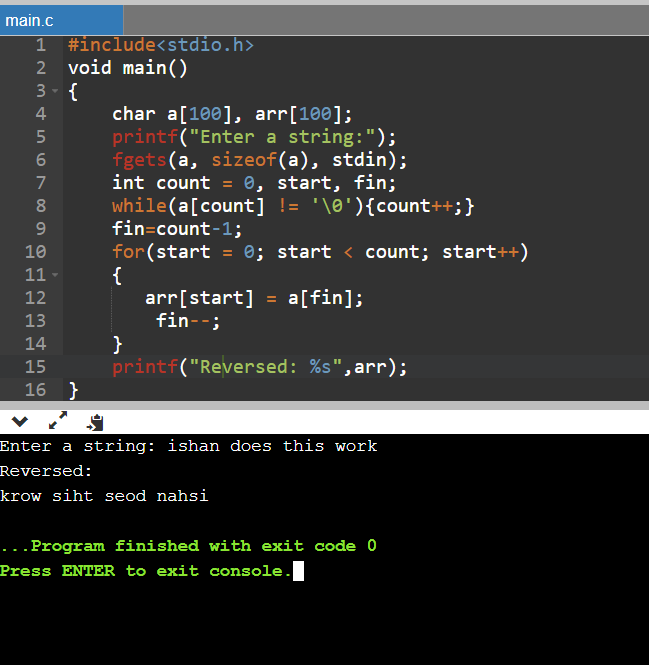 main.c
1 #include<stdio.h>
2 void main()
3 {
4 char a[100], arr[100];
5 printf("Enter a string:");
6 fgets(a, sizeof(a), stdin);
7 int count = 0, start, fin;
8 while(a[count] != '\0'){count++;}
9 fin=count-1;
10 for(start = 0; start < count; start++)
11 {
12 arr[start] = a[fin];
13 fin--;
14 }
15 printf("Reversed: %s",arr);
16 }
Enter a string: ishan does this work
Reversed:
krow siht seod nahsi
...Program finished with exit code 0
Press ENTER to exit console.